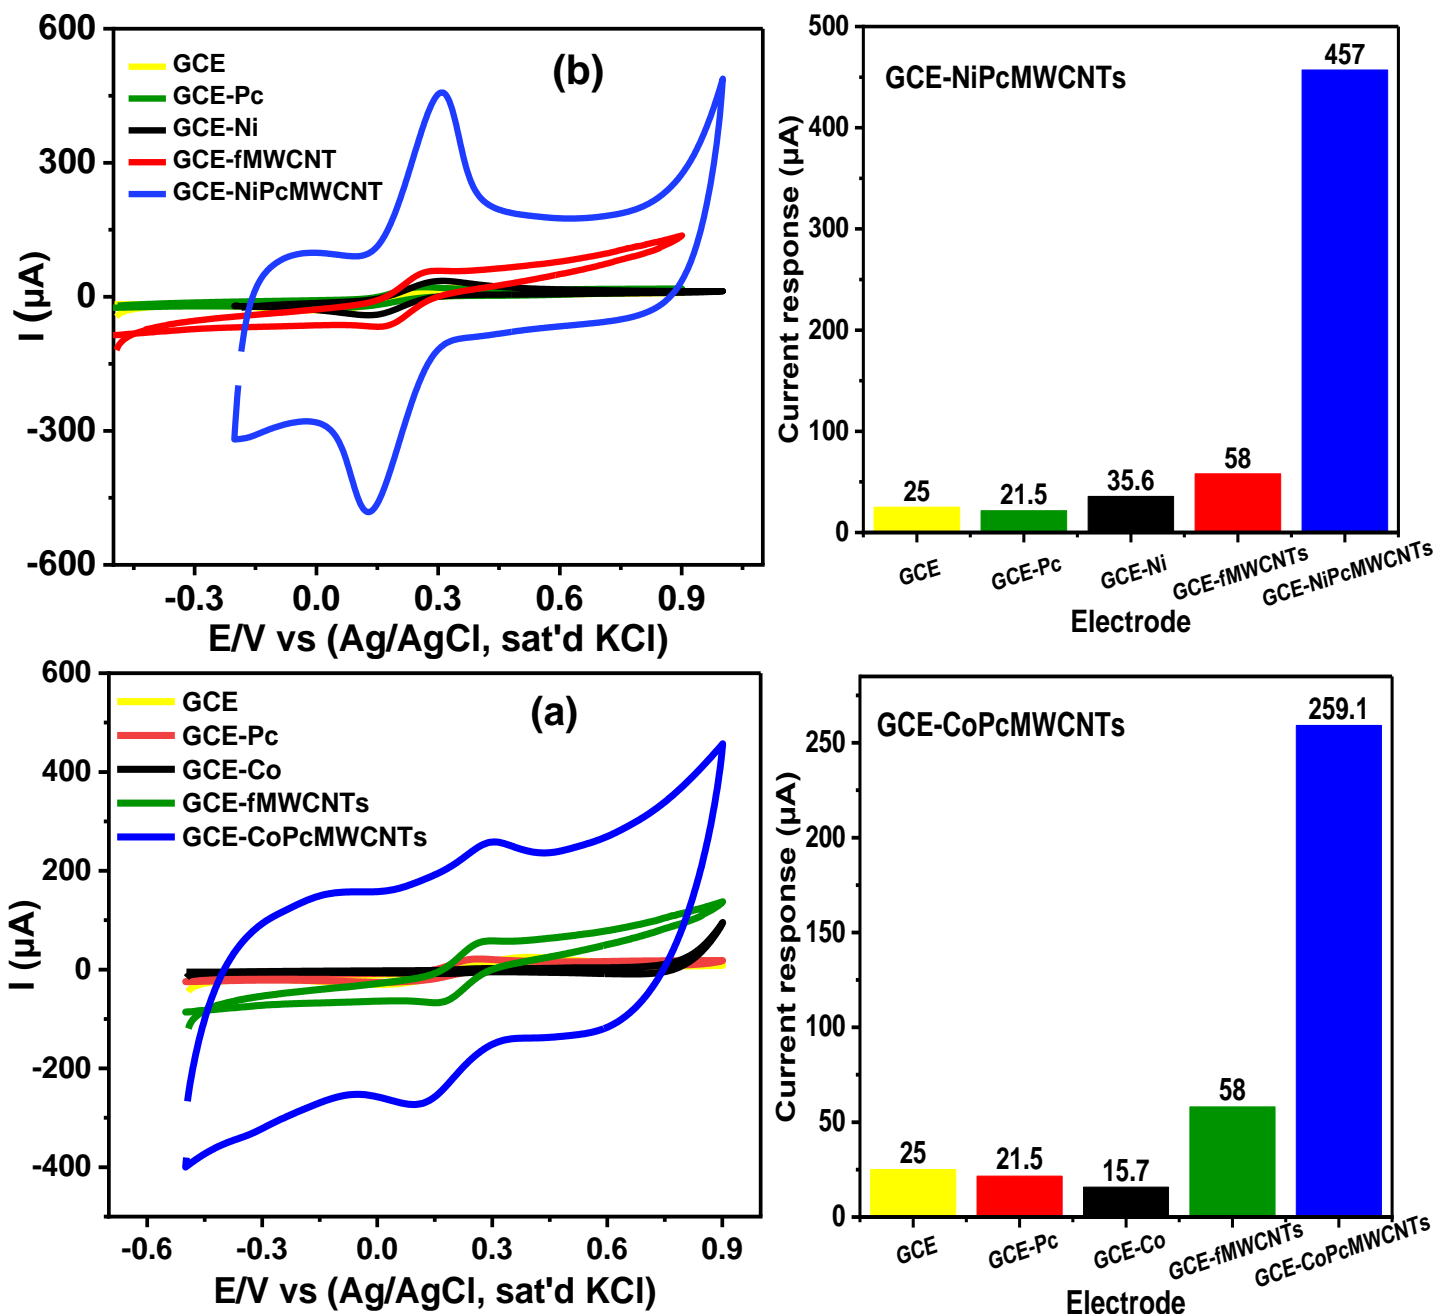 600
300
0
-300
-600
I (µA)
GCE
GCE-Pc
GCE-Ni
GCE-fMWCNT
GCE-NiPcMWCNT
(b)
-0.3
0.0
0.3
0.6
0.9
E/V vs (Ag/AgCl, sat'd KCl)
500
400
300
200
100
0
Current response (µA)
GCE-NiPcMWCNTs
25
21.5
35.6
58
457
GCE
GCE-Pc
GCE-Ni
GCE-fMWCNTs
GCE-NiPcMWCNTs
Electrode
600
400
200
0
-200
-400
I (µA)
GCE
GCE-Pc
GCE-Co
GCE-fMWCNTs
GCE-CoPcMWCNTs
(a)
-0.6
-0.3
0.0
0.3
0.6
0.9
E/V vs (Ag/AgCl, sat'd KCl)
250
200
150
100
50
0
Current response (µA)
GCE-CoPcMWCNTs
25
21.5
15.7
58
259.1
GCE
GCE-Pc
GCE-Co
GCE-fMWCNTs
GCE-CoPcMWCNTs
Electrode